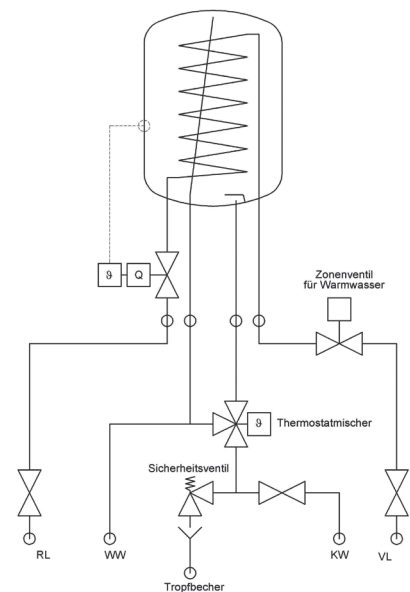 Zonenventil
für Warmwasser
ϑ Q
ϑ Thermostatmischer
Sicherheitsventil
RL WW KW VL
Tropfbecher